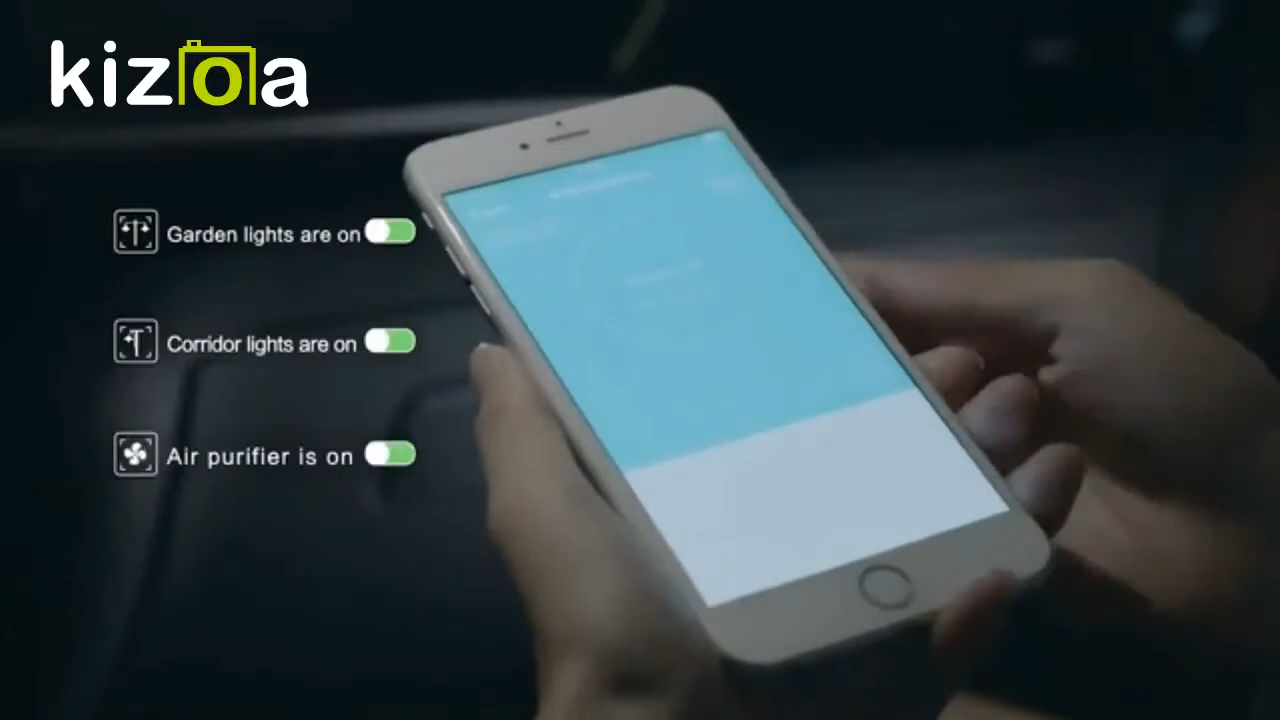 kizoa
Garden lights are on
Corridor lights are on
Air purifier is on